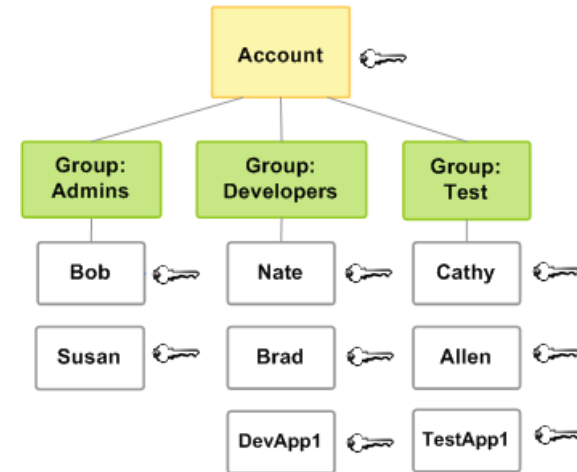 Account
Group:
Admins
Group:
Developers
Group:
Test
Bob
Nate
Cathy
Susan
Brad
Allen
DevApp1
TestApp1